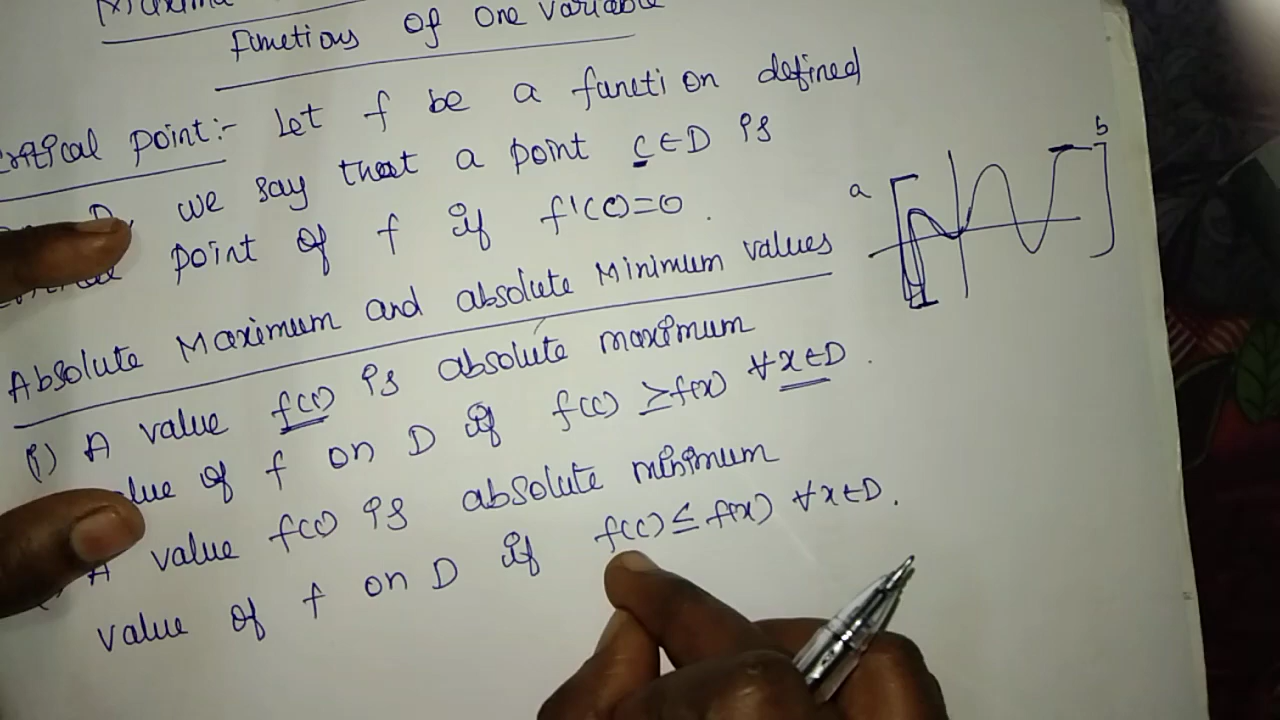 Functions of one variable
Critical point:- Let f be a function defined
we say that a point c∈D is
point of f if f'(c)=0.
Absolute Maximum and absolute Minimum values
(i) A value f(c) is absolute maximum
value of f on D if f(c) ≥ f(x) ∀x∈D.
A value f(c) is absolute minimum
value of f on D if f(c) ≤ f(x) ∀x∈D.
a
b